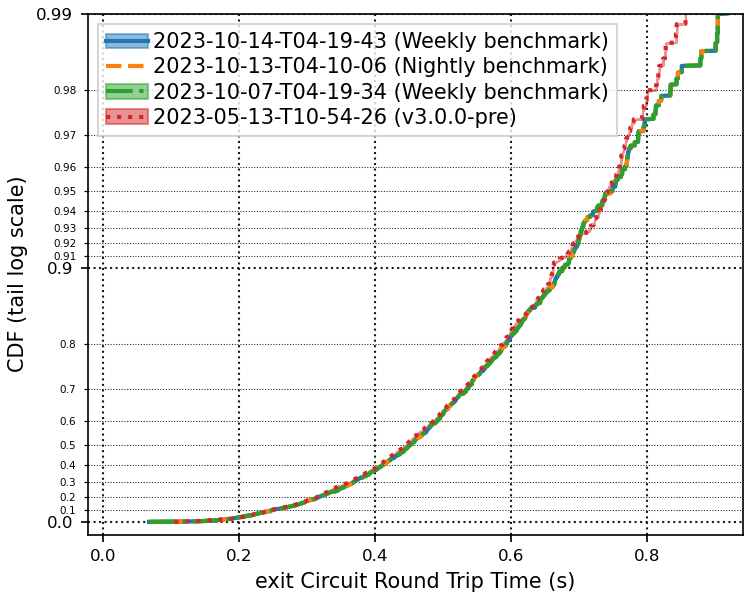 0.99
2023-10-14-T04-19-43 (Weekly benchmark)
2023-10-13-T04-10-06 (Nightly benchmark)
2023-10-07-T04-19-34 (Weekly benchmark)
2023-05-13-T10-54-26 (v3.0.0-pre)
0.98
0.97
0.96
0.95
0.94
0.93
0.92
0.91
0.9
0.8
0.7
0.6
0.5
0.4
0.3
0.2
0.1
0.0
CDF (tail log scale)
0.0 0.2 0.4 0.6 0.8
exit Circuit Round Trip Time (s)